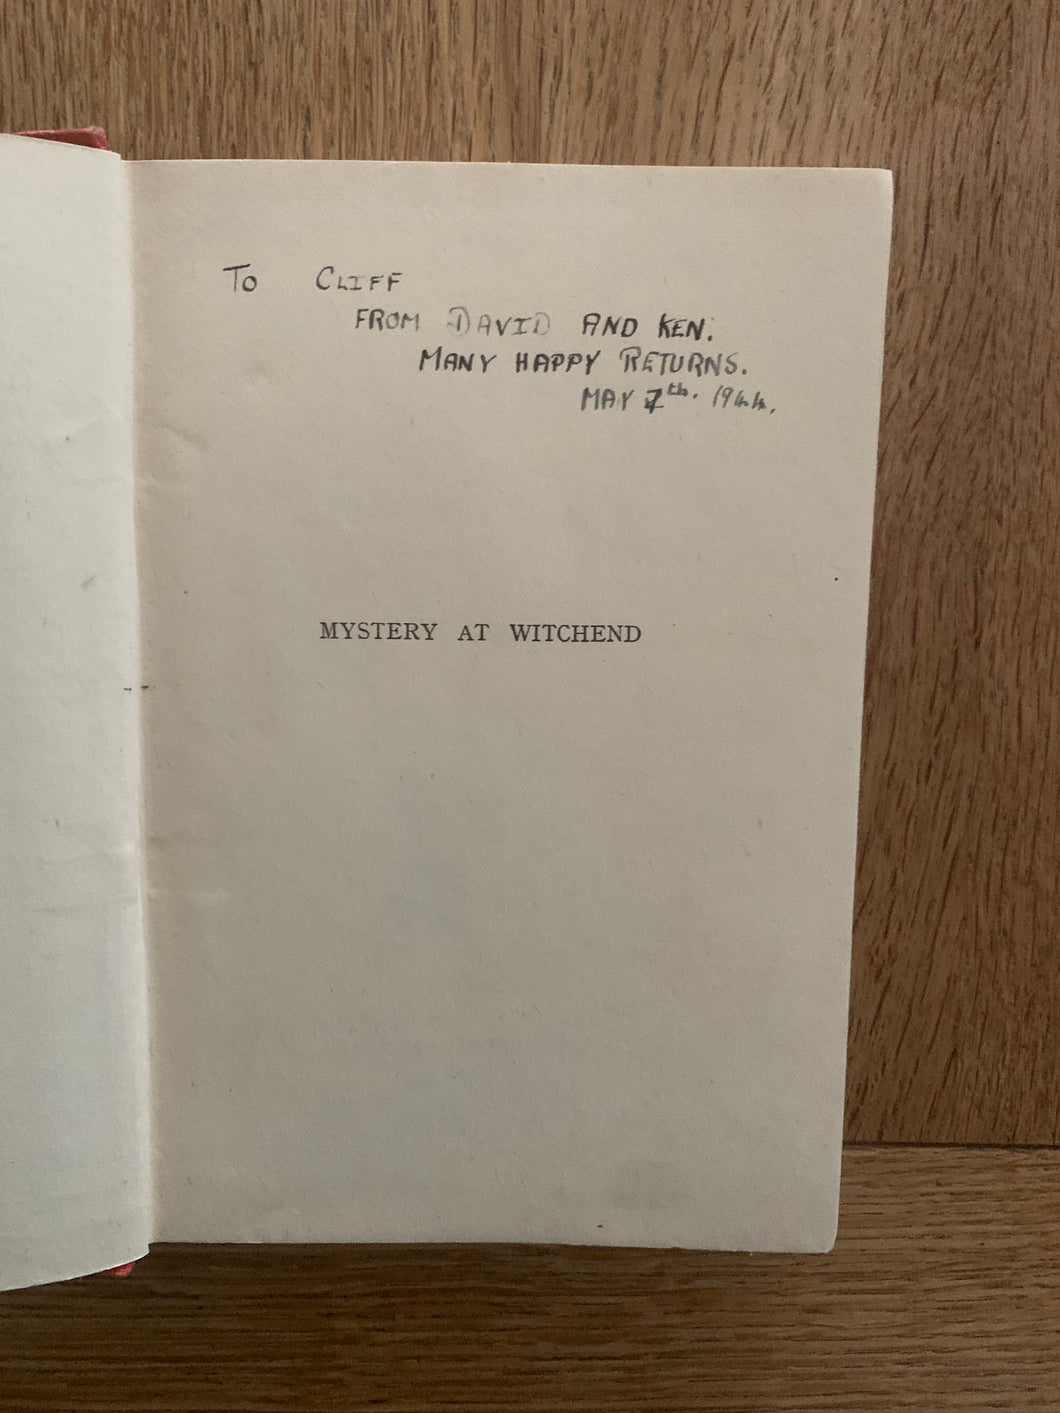 To Cliff
FROM DAVID AND KEN.
MANY HAPPY RETURNS.
MAY 7th. 1944.
MYSTERY AT WITCHEND